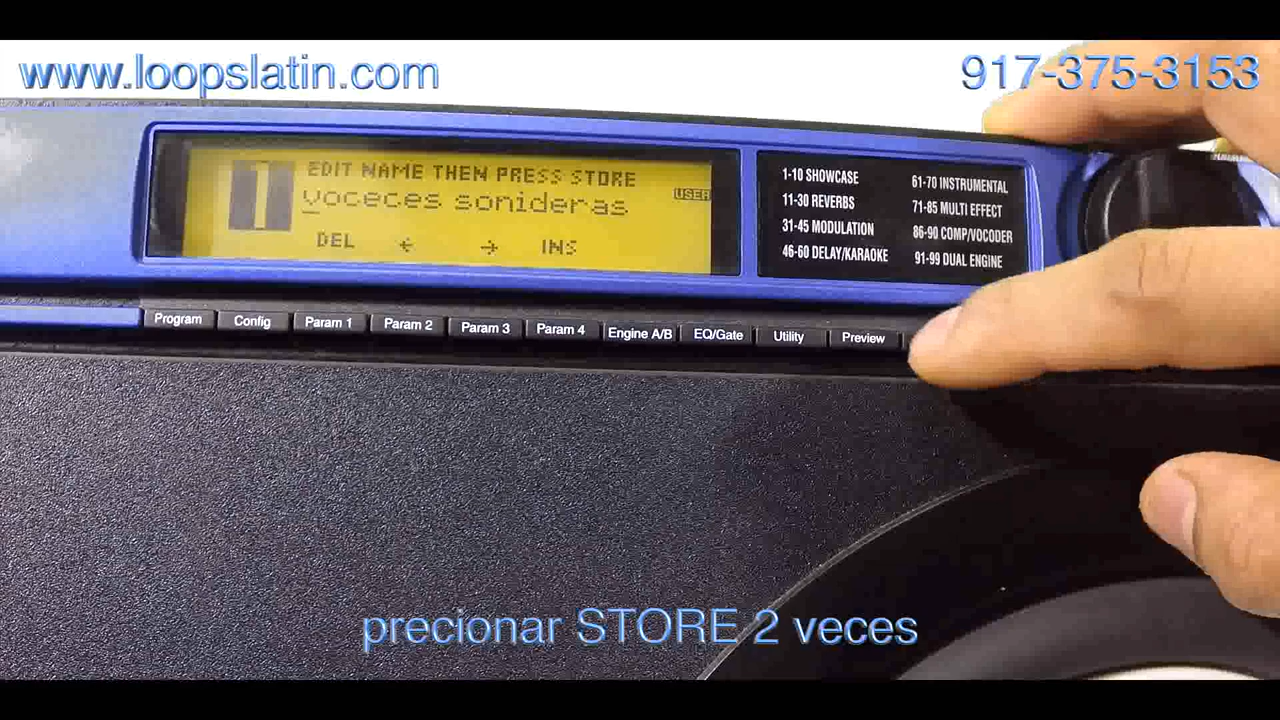 www.loopslatin.com
917-375-3153
1
EDIT NAME THEN PRESS STORE
voceces sonideras
USER
DEL ← → INS
1-10 SHOWCASE
11-30 REVERBS
31-45 MODULATION
46-60 DELAY/KARAOKE
61-70 INSTRUMENTAL
71-85 MULTI EFFECT
86-90 COMP/VOCODER
91-99 DUAL ENGINE
Program Config Param 1 Param 2 Param 3 Param 4 Engine A/B EQ/Gate Utility Preview
precionar STORE 2 veces